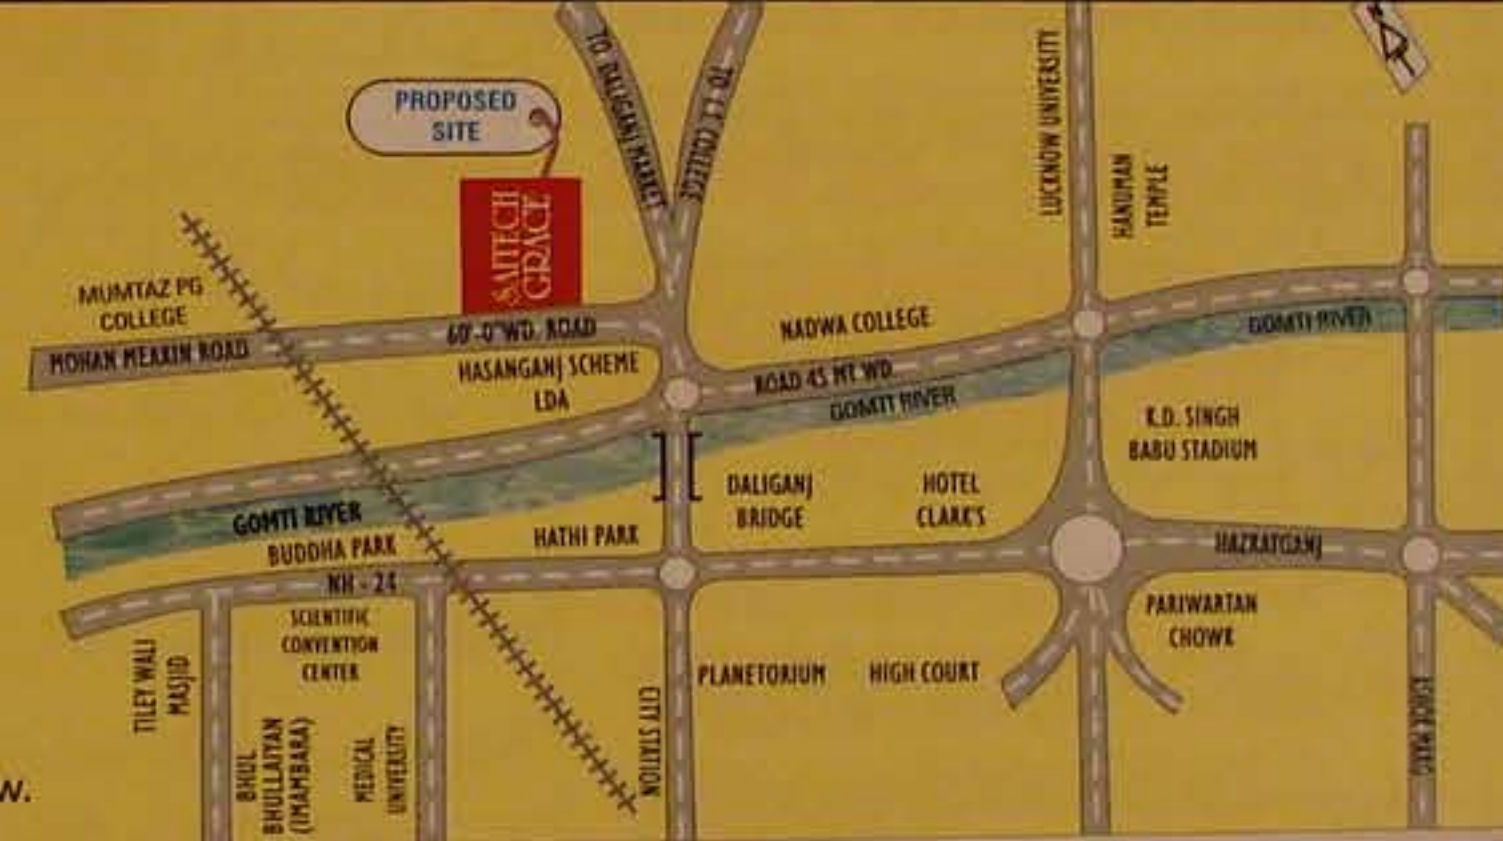 PROPOSED
SITE
SAITECH
GRACE
TO DALIGANJ MARKET
TO I.T. COLLEGE
LUCKNOW UNIVERSITY
HANUMAN
TEMPLE
MUMTAZ PG
COLLEGE
MOHAN MEAKIN ROAD
60'-0"WD. ROAD
HASANGANJ SCHEME
LDA
NADWA COLLEGE
ROAD 45 MT WD.
GOMTI RIVER
GOMTI RIVER
GOMTI RIVER
K.D. SINGH
BABU STADIUM
DALIGANJ
BRIDGE
HOTEL
CLARK'S
HATHI PARK
BUDDHA PARK
NH - 24
HAZRATGANJ
SCIENTIFIC
CONVENTION
CENTER
PARIWARTAN
CHOWK
TILEY WALI
MASJID
PLANETORIUM
HIGH COURT
CITY STATION
BHUL
BHULLAIYAN
(IMAMBARA)
MEDICAL
UNIVERSITY
W.